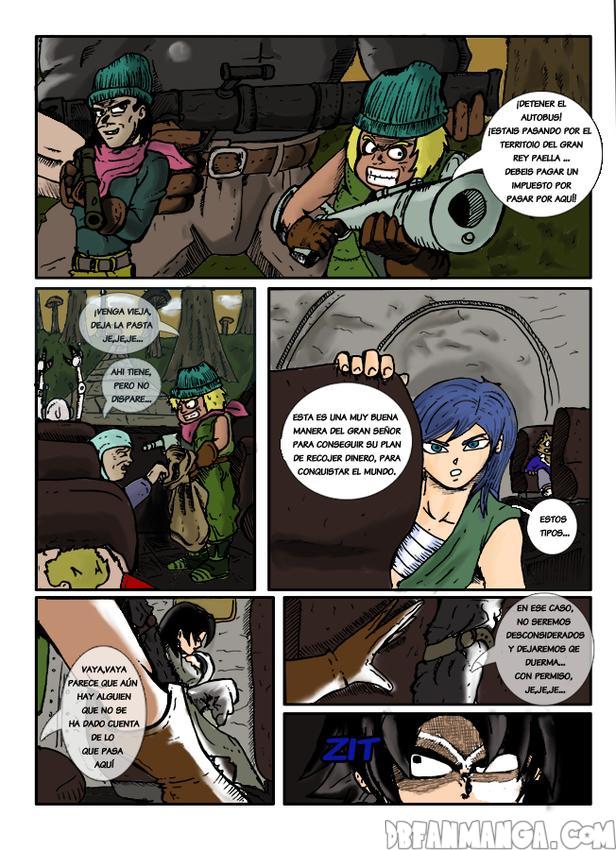 ¡DETENER EL
AUTOBUS!
¡ESTAIS PASANDO POR EL
TERRITOIO DEL GRAN
REY PAELLA ...
DEBEIS PAGAR UN
IMPUESTO POR
PASAR POR AQUÍ!
¡VENGA VIEJA,
DEJA LA PASTA
JE,JE,JE...
AHI TIENE,
PERO NO
DISPARE...
ESTA ES UNA MUY BUENA
MANERA DEL GRAN SEÑOR
PARA CONSEGUIR SU PLAN
DE RECOJER DINERO, PARA
CONQUISTAR EL MUNDO.
ESTOS
TIPOS...
VAYA,VAYA
PARECE QUE AÚN
HAY ALGUIEN
QUE NO SE
HA DADO CUENTA
DE LO
QUE PASA
AQUÍ
EN ESE CASO,
NO SEREMOS
DESCONSIDERADOS
Y DEJAREMOS QE
DUERMA...
CON PERMISO,
JE,JE,JE...
ZIT
DBFANMANGA.COM